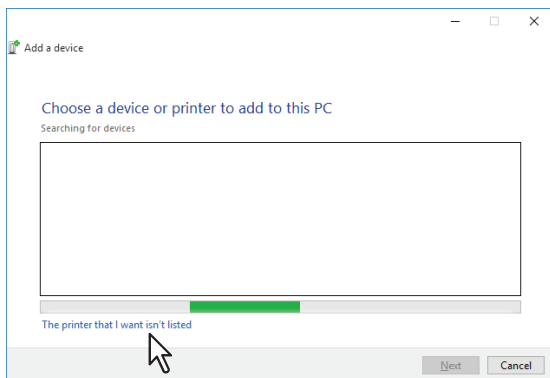 Add a device
Choose a device or printer to add to this PC
Searching for devices
The printer that I want isn't listed
Next Cancel